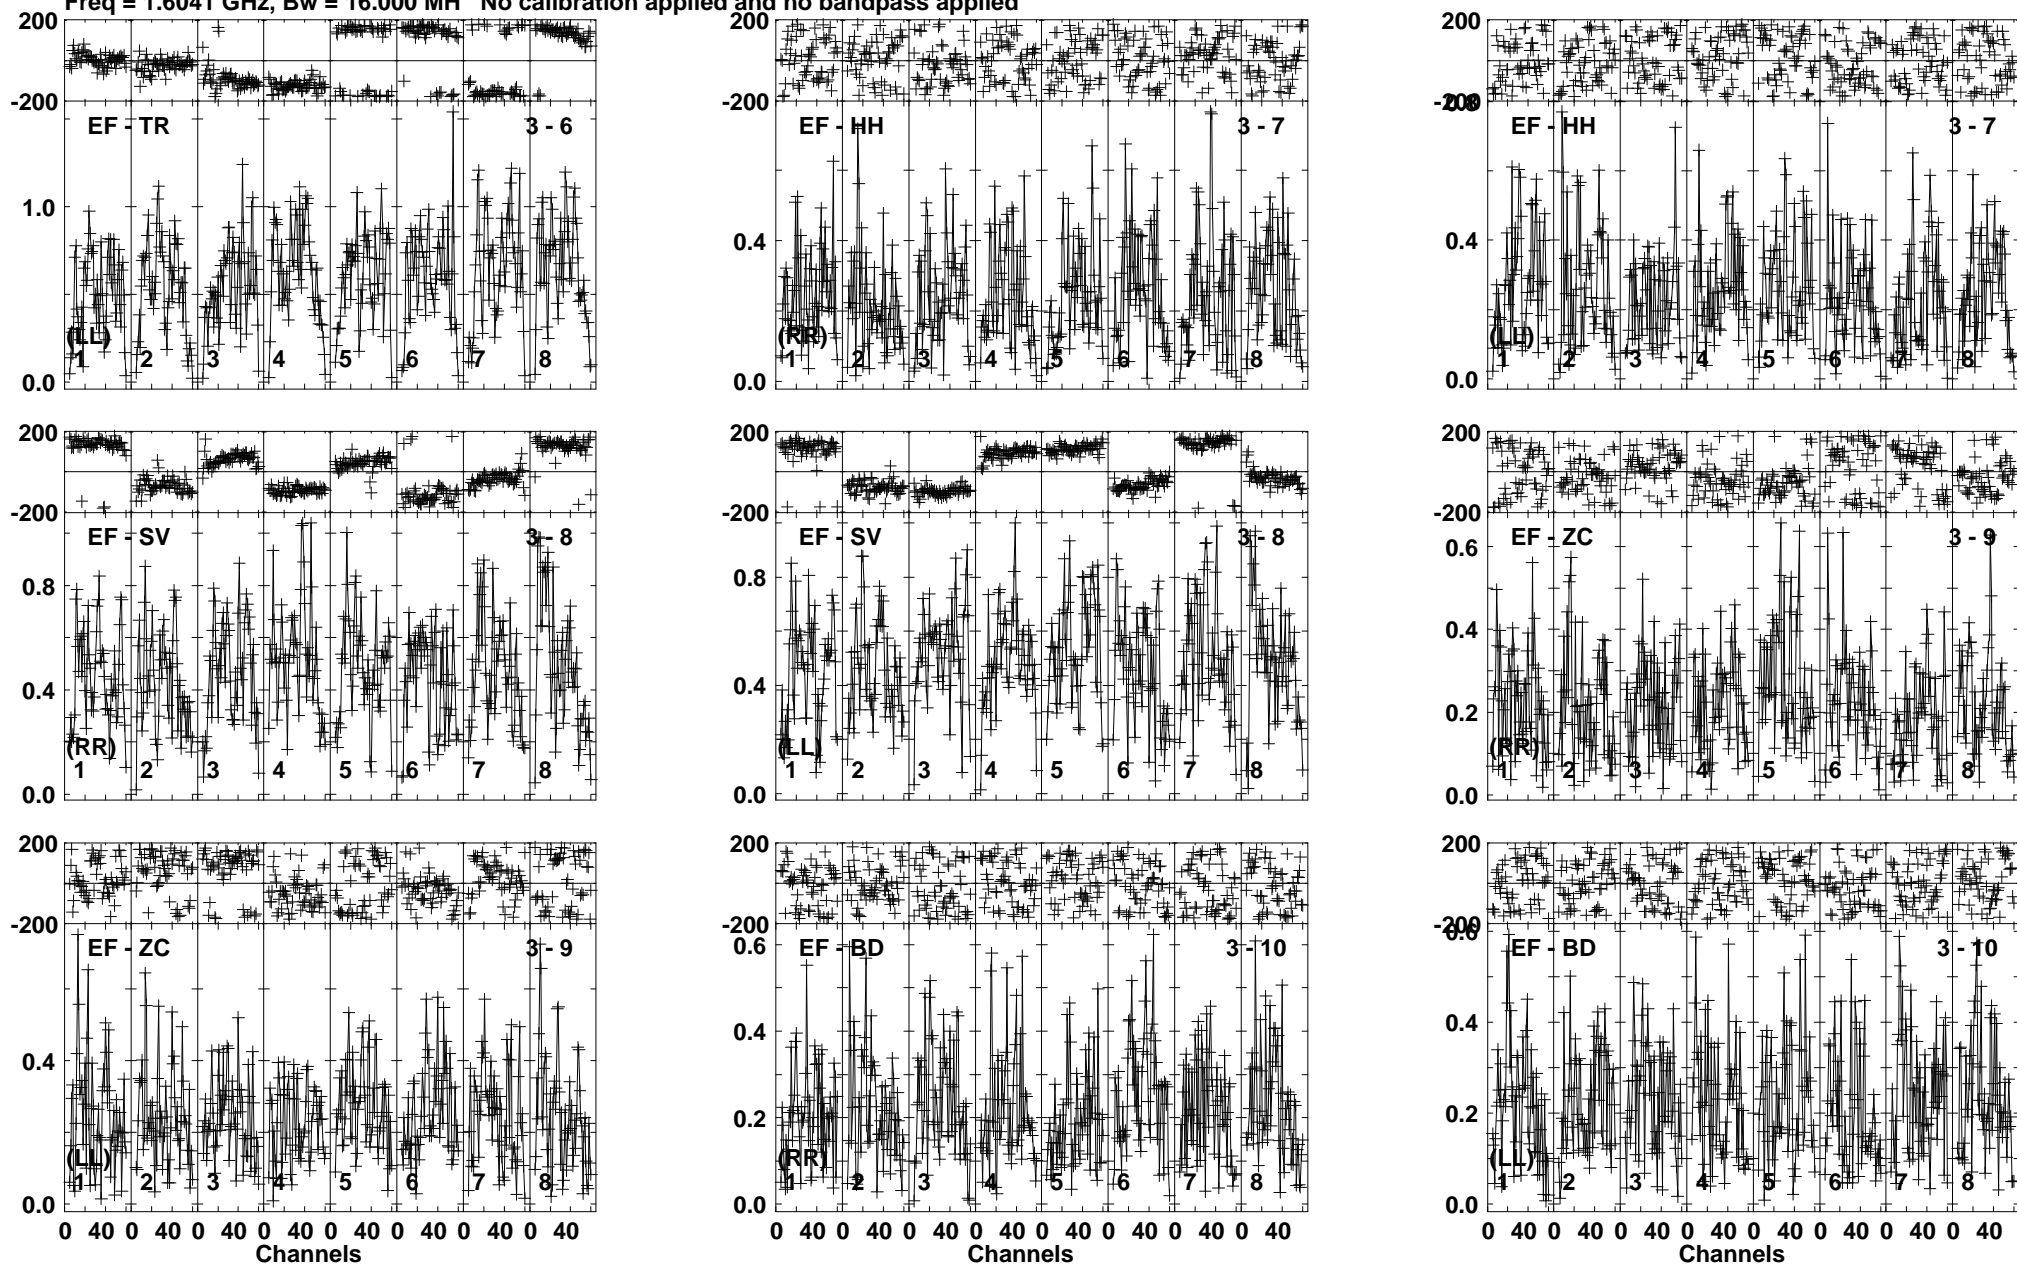 Freq = 1.6041 GHz, Bw = 16.000 MH No calibration applied and no bandpass applied
200 200 200
-200 -200 -200
EF - TR 3 - 6 EF - HH 3 - 7 EF - HH 3 - 7
1.0 0.4 0.4
(LL) (RR) (LL)
1 2 3 4 5 6 7 8 1 2 3 4 5 6 7 8 1 2 3 4 5 6 7 8
0.0 0.0 0.0
200 200 200
-200 -200 -200
EF - SV 3 - 8 EF - SV 3 - 8 EF - ZC 3 - 9
0.8 0.8 0.6
0.4 0.4 0.4
0.2
(RR) (LL) (RR)
1 2 3 4 5 6 7 8 1 2 3 4 5 6 7 8 1 2 3 4 5 6 7 8
0.0 0.0 0.0
200 200 200
-200 -200 -200
EF - ZC 3 - 9 EF - BD 3 - 10 EF - BD 3 - 10
0.6 0.6
0.4 0.4 0.4
0.2 0.2
(LL) (RR) (LL)
1 2 3 4 5 6 7 8 1 2 3 4 5 6 7 8 1 2 3 4 5 6 7 8
0.0 0.0 0.0
0 40 0 40 0 40 0 40 0 40 0 40 0 40 0 40 0 40 0 40 0 40 0 40 0 40 0 40 0 40 0 40 0 40 0 40 0 40 0 40 0 40 0 40 0 40 0 40
Channels Channels Channels